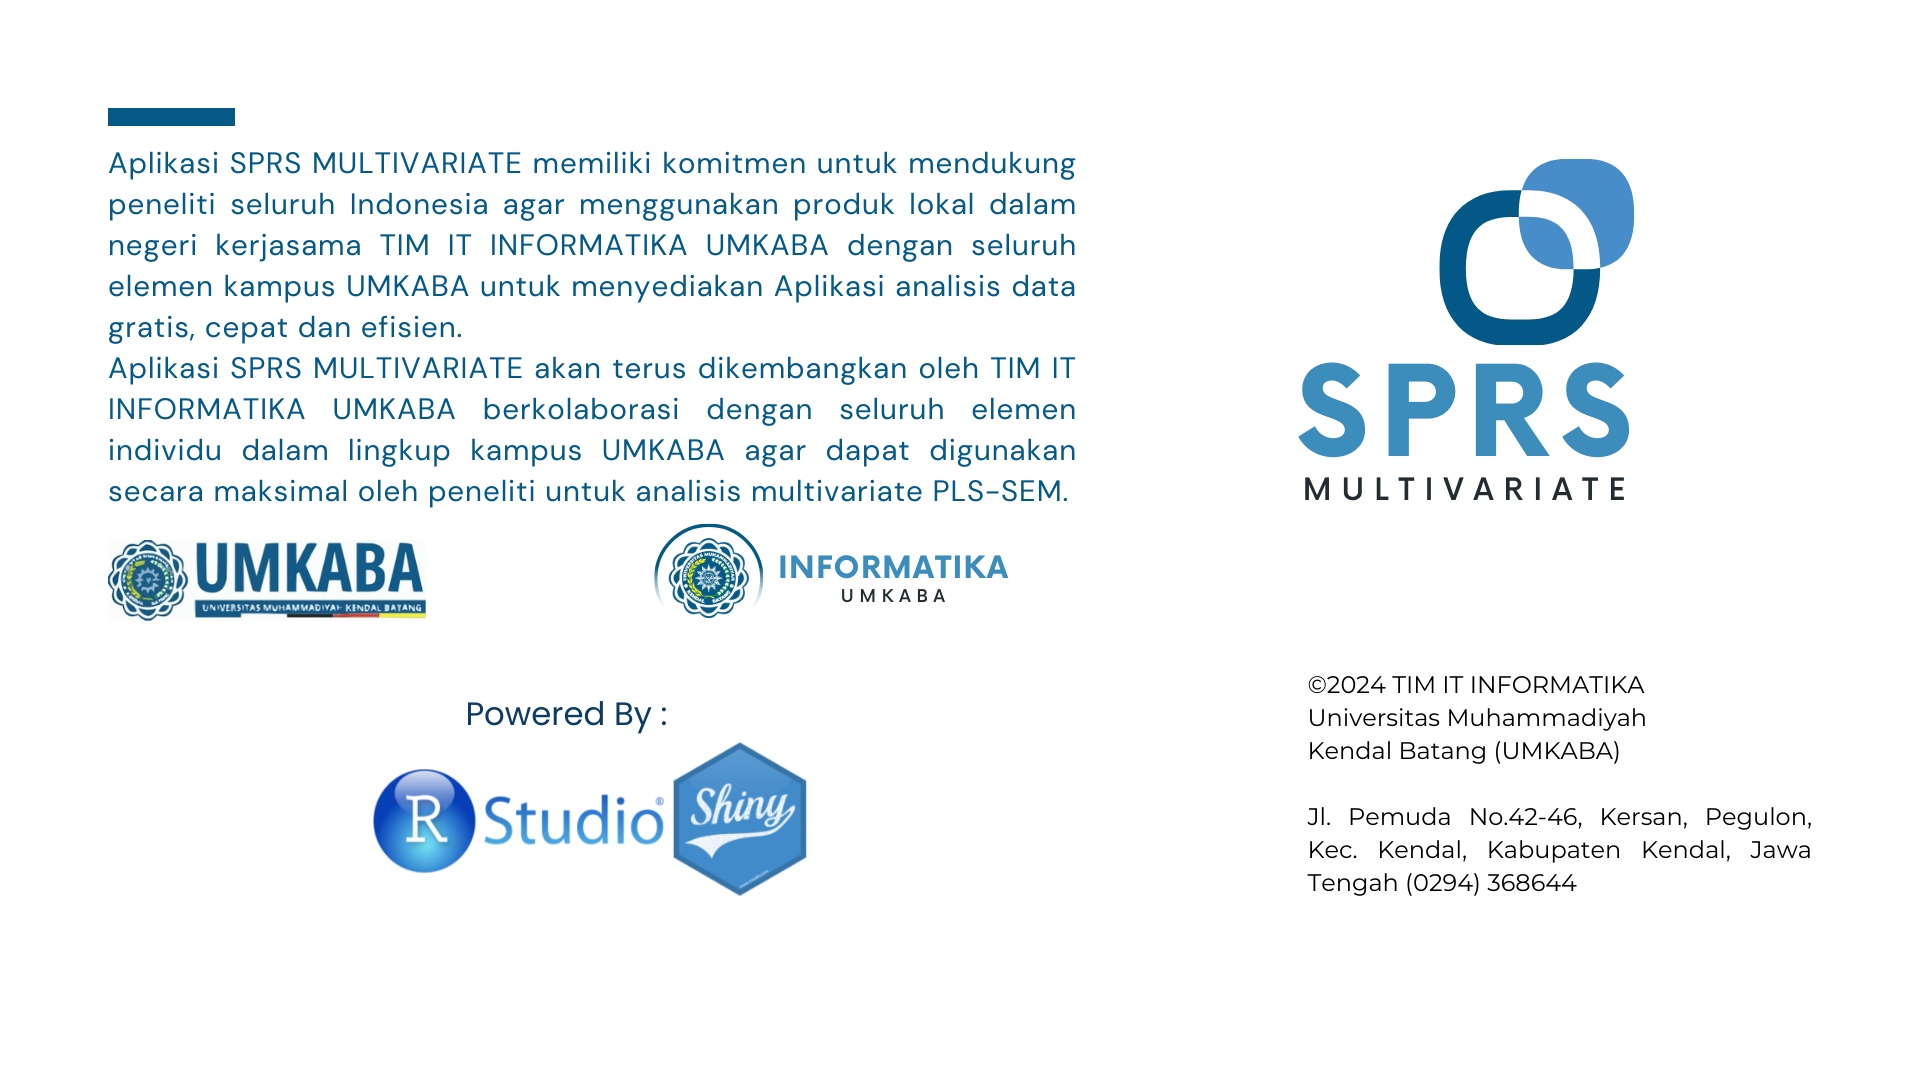 Aplikasi SPRS MULTIVARIATE memiliki komitmen untuk mendukung
peneliti seluruh Indonesia agar menggunakan produk lokal dalam
negeri kerjasama TIM IT INFORMATIKA UMKABA dengan seluruh
elemen kampus UMKABA untuk menyediakan Aplikasi analisis data
gratis, cepat dan efisien.
Aplikasi SPRS MULTIVARIATE akan terus dikembangkan oleh TIM IT
INFORMATIKA UMKABA berkolaborasi dengan seluruh elemen
individu dalam lingkup kampus UMKABA agar dapat digunakan
secara maksimal oleh peneliti untuk analisis multivariate PLS-SEM.
UMKABA
UNIVERSITAS MUHAMMADIYAH KENDAL BATANG
INFORMATIKA
UMKABA
Powered By :
R Studio®
Shiny
SPRS
MULTIVARIATE
©2024 TIM IT INFORMATIKA
Universitas Muhammadiyah
Kendal Batang (UMKABA)
Jl. Pemuda No.42-46, Kersan, Pegulon,
Kec. Kendal, Kabupaten Kendal, Jawa
Tengah (0294) 368644